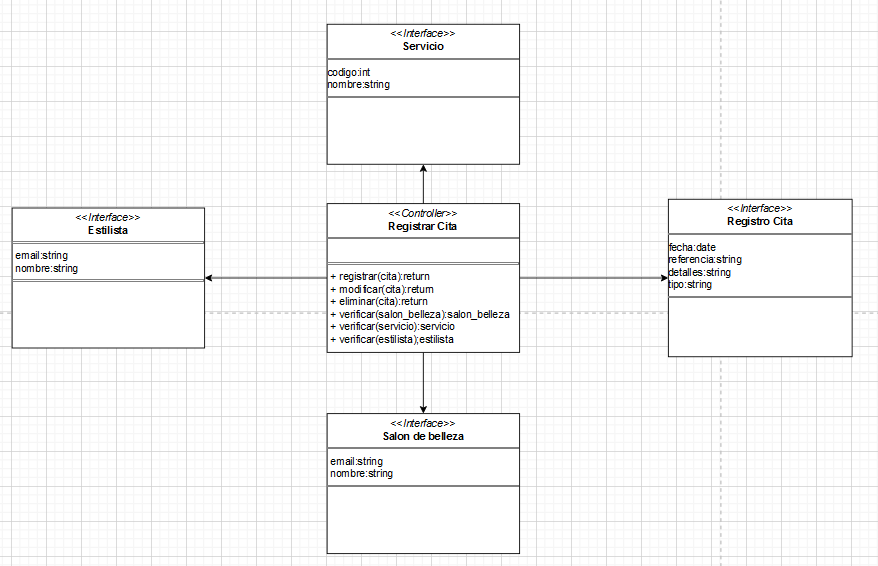 <<Interface>>
Servicio
codigo:int
nombre:string
<<Interface>>
Estilista
email:string
nombre:string
<<Controller>>
Registrar Cita
+ registrar(cita):return
+ modificar(cita):return
+ eliminar(cita):return
+ verificar(salon_belleza):salon_belleza
+ verificar(servicio):servicio
+ verificar(estilista);estilista
<<Interface>>
Registro Cita
fecha:date
referencia:string
detalles:string
tipo:string
<<Interface>>
Salon de belleza
email:string
nombre:string